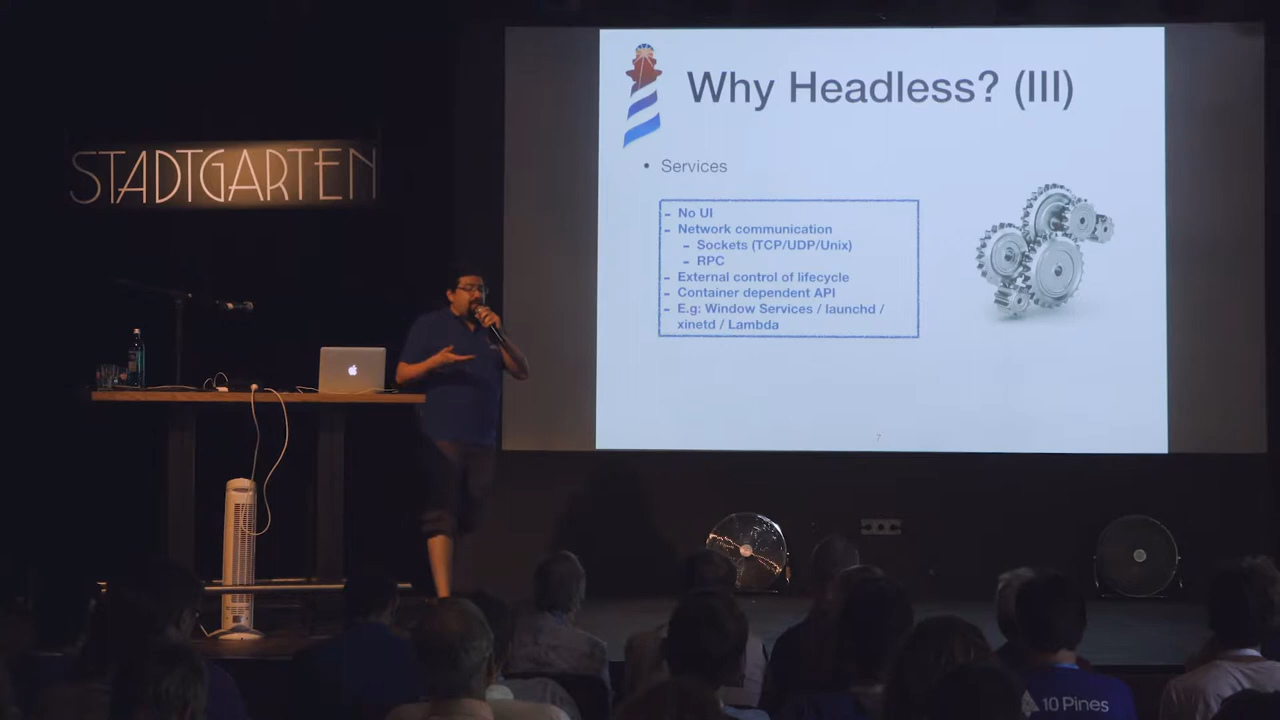 STADTGARTEN
Why Headless? (III)
• Services
- No UI
- Network communication
- Sockets (TCP/UDP/Unix)
- RPC
- External control of lifecycle
- Container dependent API
- E.g: Window Services / launchd /
xinetd / Lambda
7
10 Pines